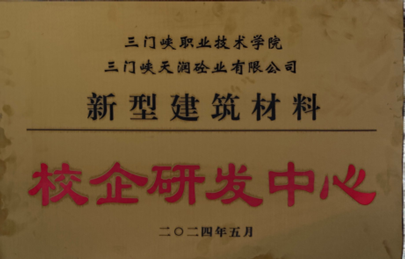 三门峡职业技术学院
三门峡天润砼业有限公司
新型建筑材料
校企研发中心
二〇二四年五月